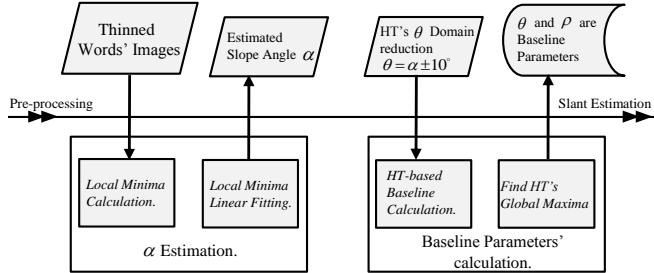 Thinned
Words' Images
Estimated
Slope Angle α
HT's θ Domain
reduction
θ = α ± 10°
θ and ρ are
Baseline
Parameters
Pre-processing
Slant Estimation
Local Minima
Calculation.
Local Minima
Linear Fitting.
HT-based
Baseline
Calculation.
Find HT's
Global Maxima
α Estimation.
Baseline Parameters'
calculation.